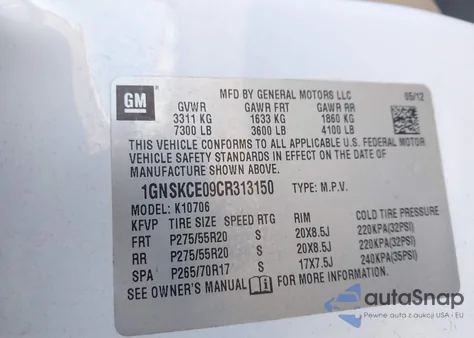 GM
MFD BY GENERAL MOTORS LLC 05/12
GVWR GAWR FRT GAWR RR
3311 KG 1633 KG 1860 KG
7300 LB 3600 LB 4100 LB
THIS VEHICLE CONFORMS TO ALL APPLICABLE U.S. FEDERAL MOTOR
VEHICLE SAFETY STANDARDS IN EFFECT ON THE DATE OF
MANUFACTURE SHOWN ABOVE.
1GNSKCE09CR313150 TYPE: M.P.V.
MODEL: K10706
KFVP TIRE SIZE SPEED RTG RIM COLD TIRE PRESSURE
FRT P275/55R20 S 20X8.5J 220KPA(32PSI)
RR P275/55R20 S 20X8.5J 220KPA(32PSI)
SPA P265/70R17 S 17X7.5J 240KPA(35PSI)
SEE OWNER'S MANUAL FOR MORE INFORMATION
autoSnap
Pewne auta z USA i EU